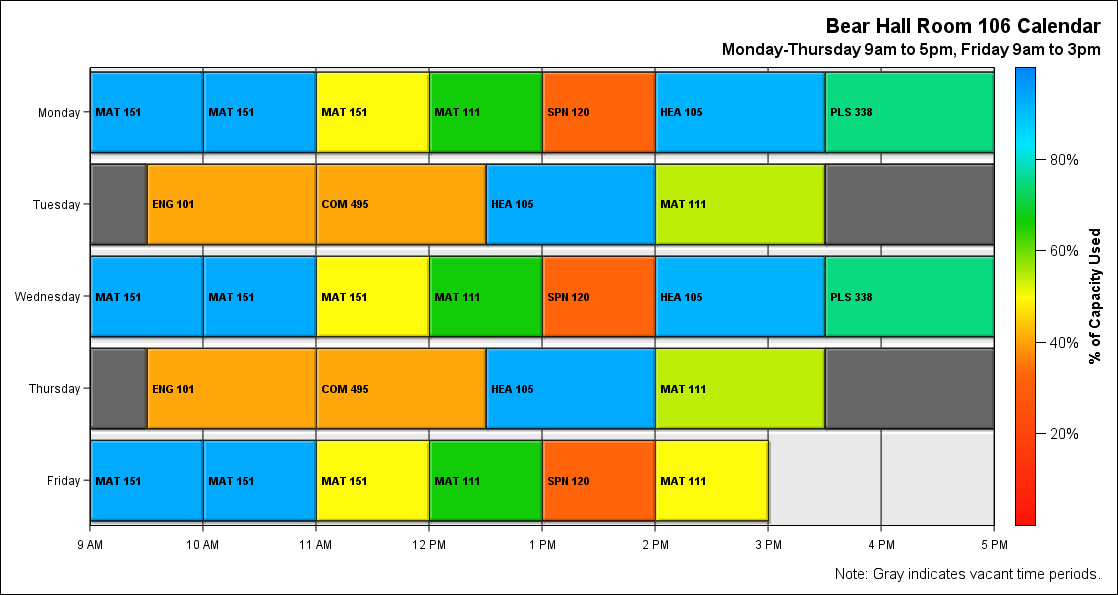 Bear Hall Room 106 Calendar
Monday-Thursday 9am to 5pm, Friday 9am to 3pm
Monday
MAT 151
MAT 151
MAT 151
MAT 111
SPN 120
HEA 105
PLS 338
Tuesday
ENG 101
COM 495
HEA 105
MAT 111
Wednesday
MAT 151
MAT 151
MAT 151
MAT 111
SPN 120
HEA 105
PLS 338
Thursday
ENG 101
COM 495
HEA 105
MAT 111
Friday
MAT 151
MAT 151
MAT 151
MAT 111
SPN 120
MAT 111
9 AM
10 AM
11 AM
12 PM
1 PM
2 PM
3 PM
4 PM
5 PM
80%
60%
40%
20%
% of Capacity Used
Note: Gray indicates vacant time periods.